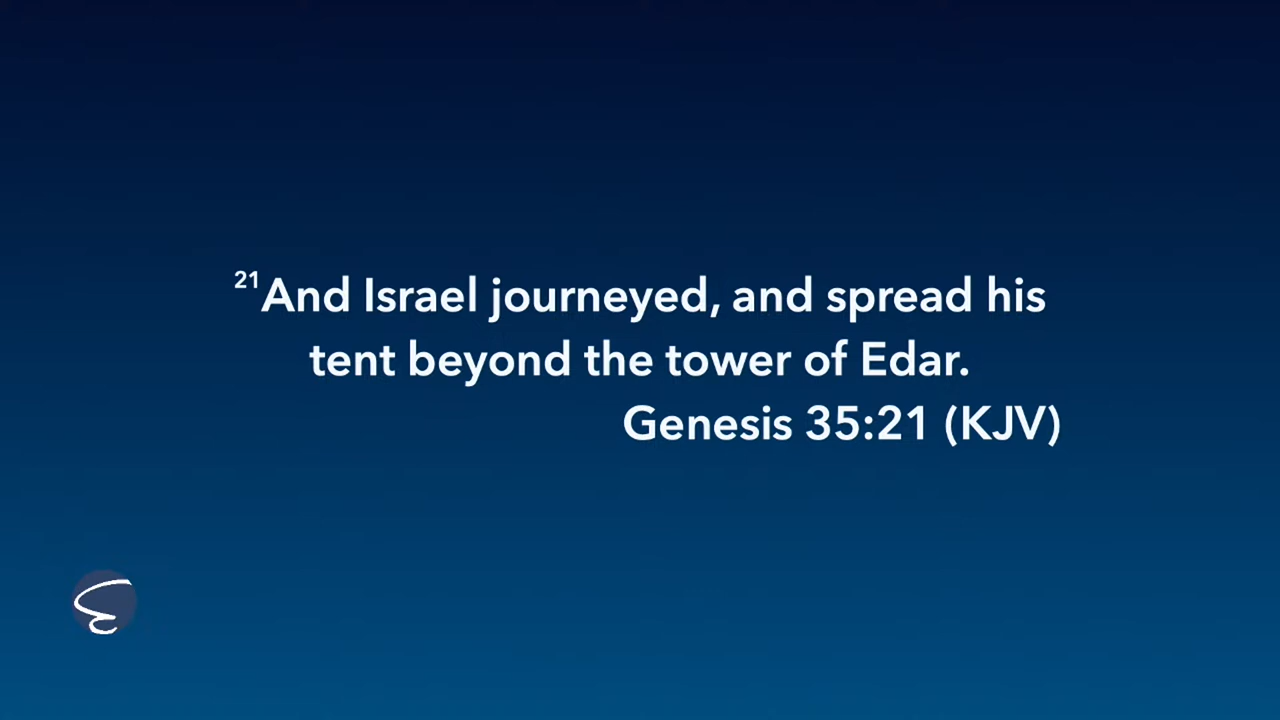 21And Israel journeyed, and spread his
tent beyond the tower of Edar.
Genesis 35:21 (KJV)